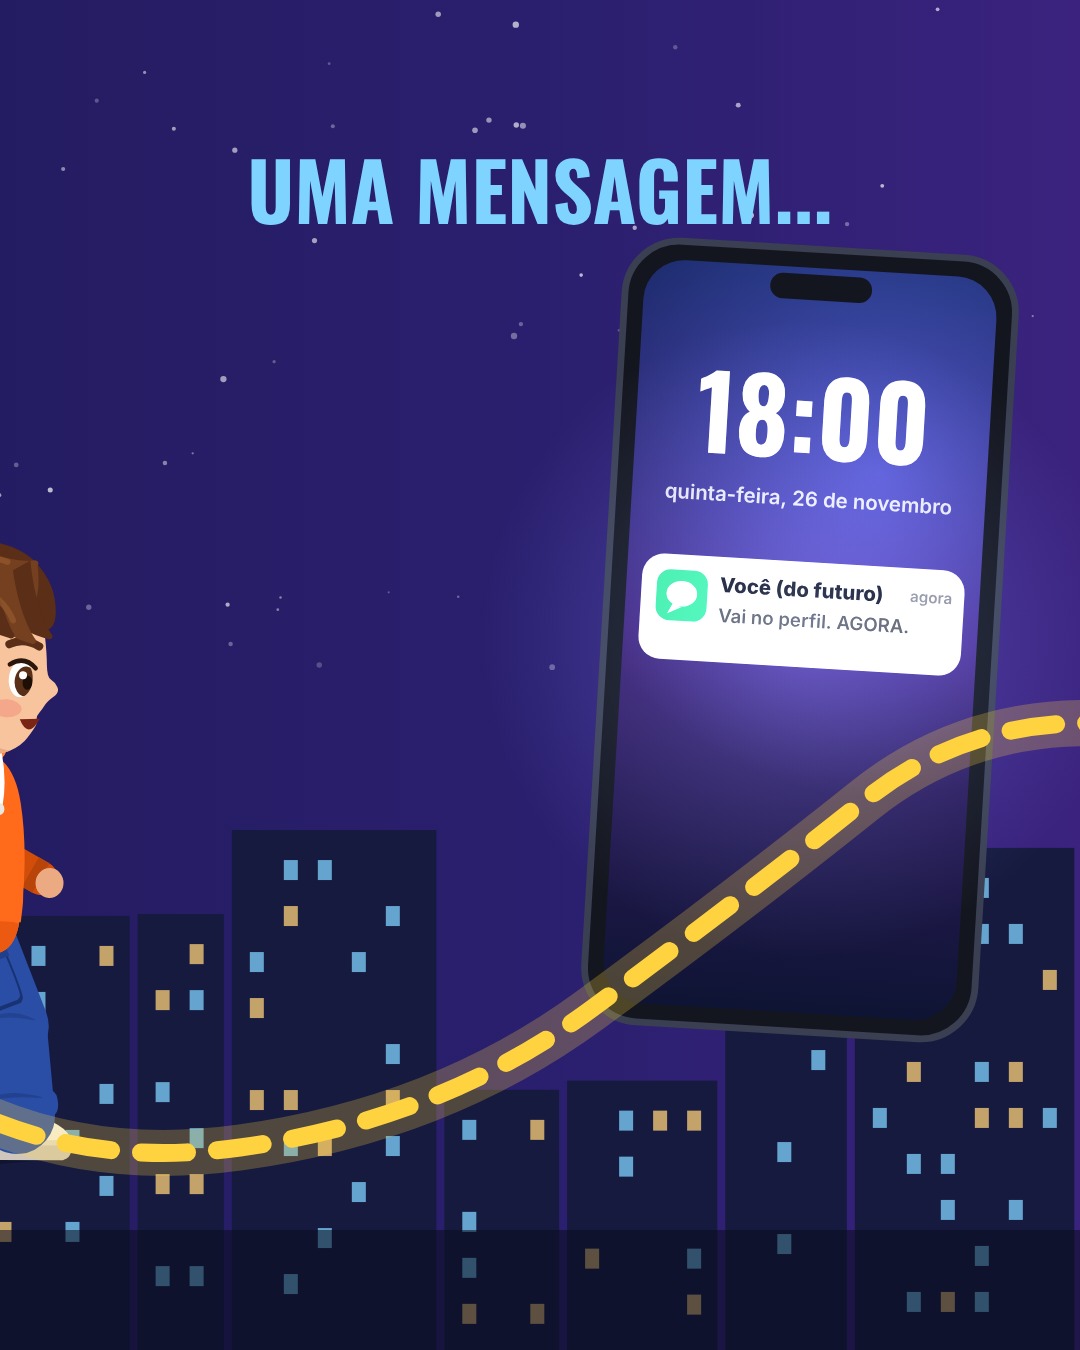 UMA MENSAGEM...
18:00
quinta-feira, 26 de novembro
Você (do futuro) agora
Vai no perfil. AGORA.